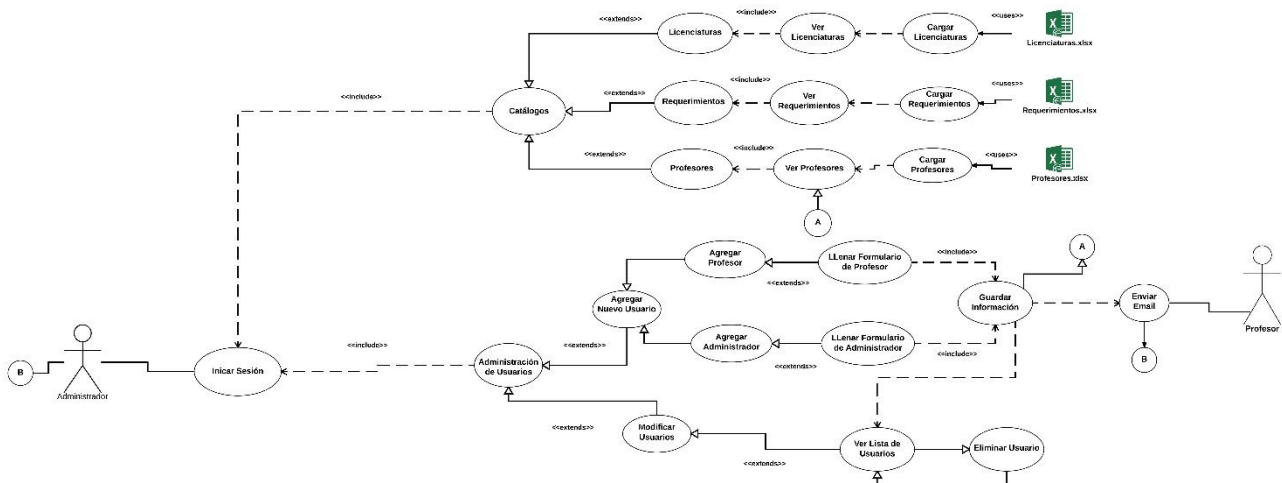 <<extends>>
<<include>>
<<uses>>
Licenciaturas
Ver
Licenciaturas
Cargar
Licenciaturas
Licenciaturas.xlsx
<<include>>
<<extends>>
<<include>>
<<uses>>
Catálogos
Requerimientos
Ver
Requerimientos
Cargar
Requerimientos
Requerimientos.xlsx
<<extends>>
<<include>>
<<uses>>
Profesores
Ver Profesores
Cargar
Profesores
Profesores.xlsx
A
Agregar
Profesor
LLenar Formulario
de Profesor
<<include>>
A
<<extends>>
Agregar
Nuevo Usuario
Guardar
Información
Enviar
Email
Profesor
<<include>>
<<extends>>
Agregar
Administrador
LLenar Formulario
de Administrador
<<include>>
B
<<extends>>
B
Administrador
Inicar Sesión
Administración
de Usuarios
<<extends>>
Modificar
Usuarios
<<extends>>
Ver Lista de
Usuarios
Eliminar Usuario